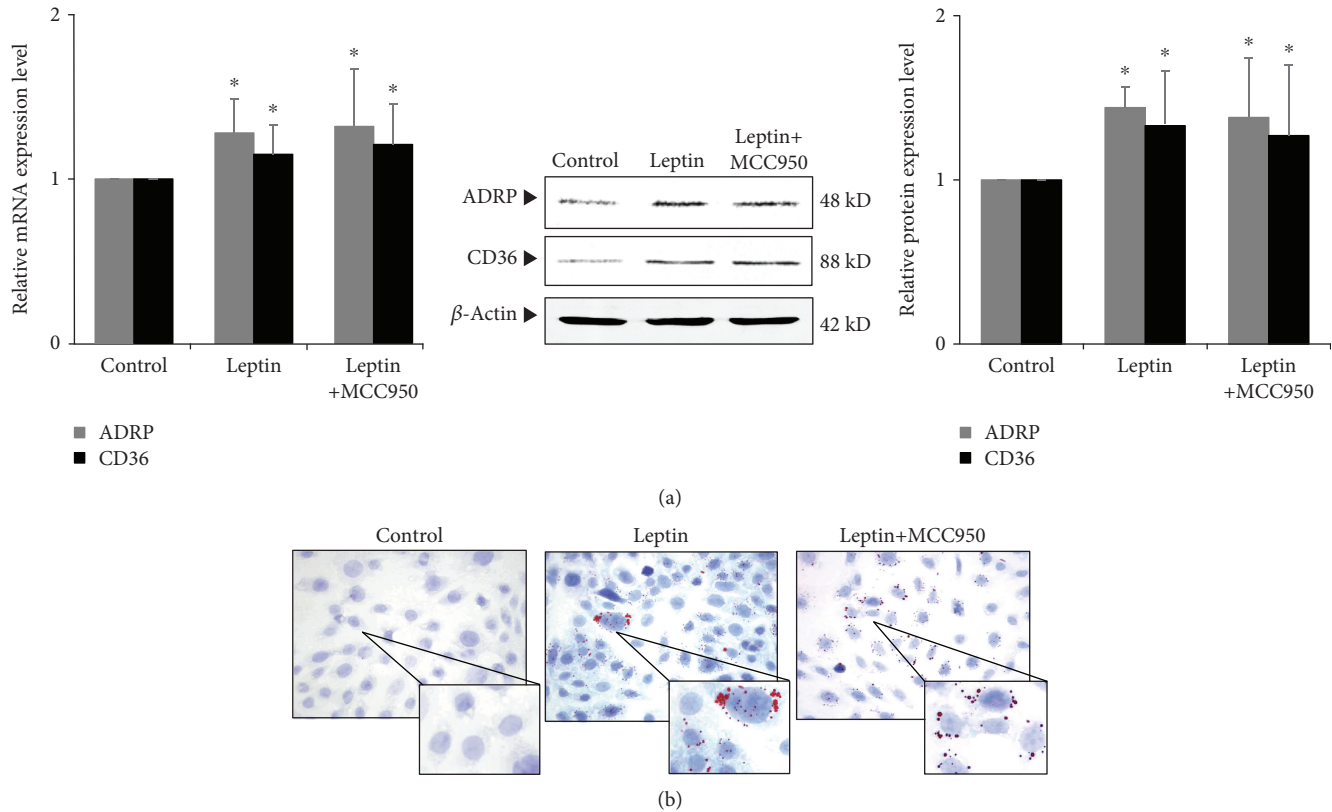 Relative mRNA expression level
2
1
0
* * * *
Control Leptin Leptin
+MCC950
ADRP
CD36
Control Leptin Leptin+
MCC950
ADRP 48 kD
CD36 88 kD
β-Actin 42 kD
Relative protein expression level
2
1
0
* * * *
Control Leptin Leptin
+MCC950
ADRP
CD36
(a)
Control Leptin Leptin+MCC950
(b)